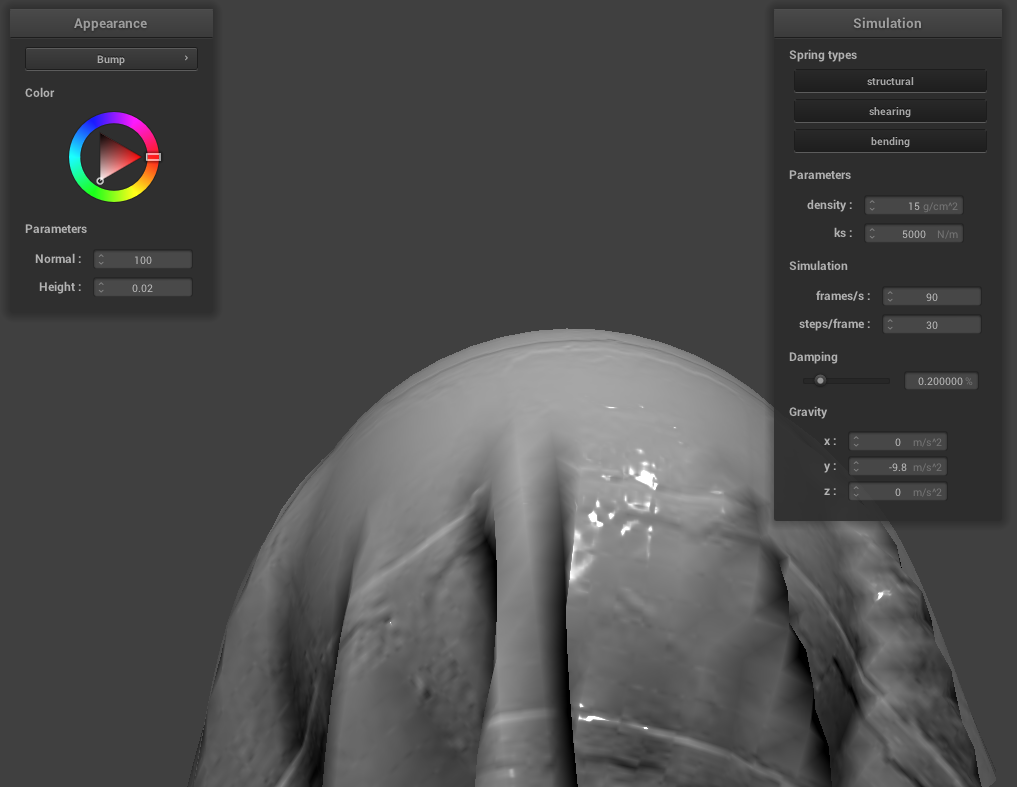 Appearance
Bump
Color
Parameters
Normal : 100
Height : 0.02
Simulation
Spring types
structural
shearing
bending
Parameters
density : 15 g/cm^2
ks : 5000 N/m
Simulation
frames/s : 90
steps/frame : 30
Damping
0.200000 %
Gravity
x : 0 m/s^2
y : -9.8 m/s^2
z : 0 m/s^2